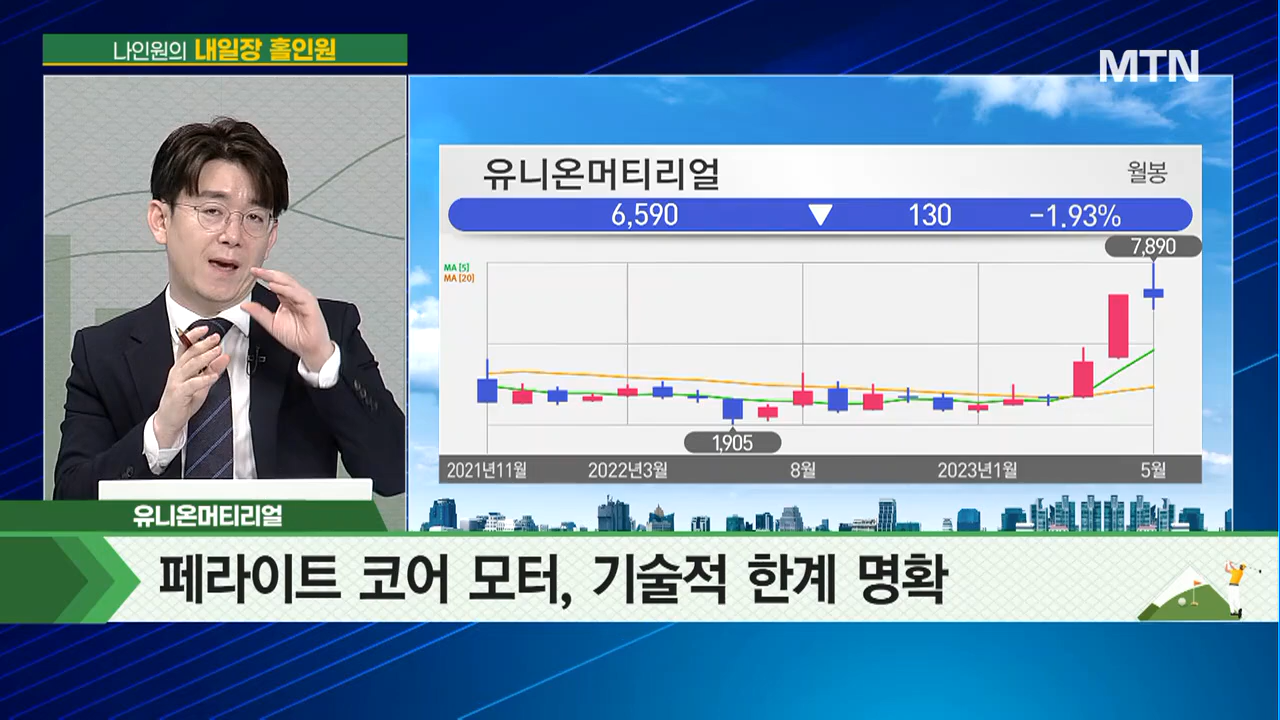 나인원의 내일장 홀인원
MTN
유니온머티리얼
월봉
6,590 ▼ 130 -1.93%
7,890
MA [5]
MA [20]
1,905
2021년11월 2022년3월 8월 2023년1월 5월
유니온머티리얼
페라이트 코어 모터, 기술적 한계 명확